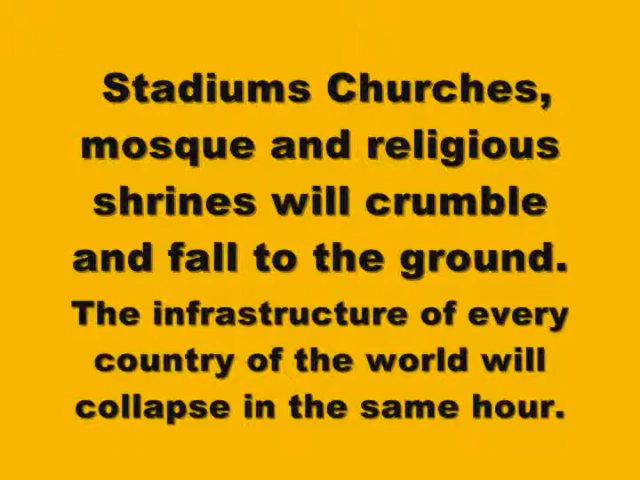 Stadiums Churches,
mosque and religious
shrines will crumble
and fall to the ground.
The infrastructure of every
country of the world will
collapse in the same hour.